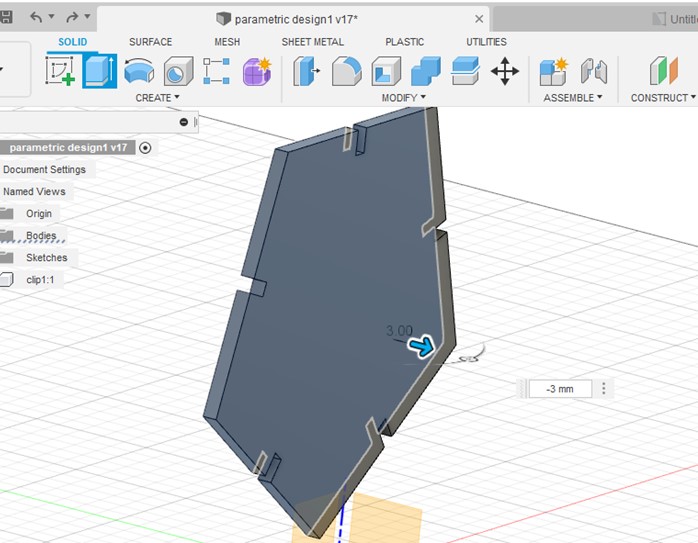 parametric design1 v17*
Untitle
SOLID SURFACE MESH SHEET METAL PLASTIC UTILITIES
CREATE MODIFY ASSEMBLE CONSTRUCT
parametric design1 v17
Document Settings
Named Views
Origin
Bodies
Sketches
clip1:1
3.00
-3 mm